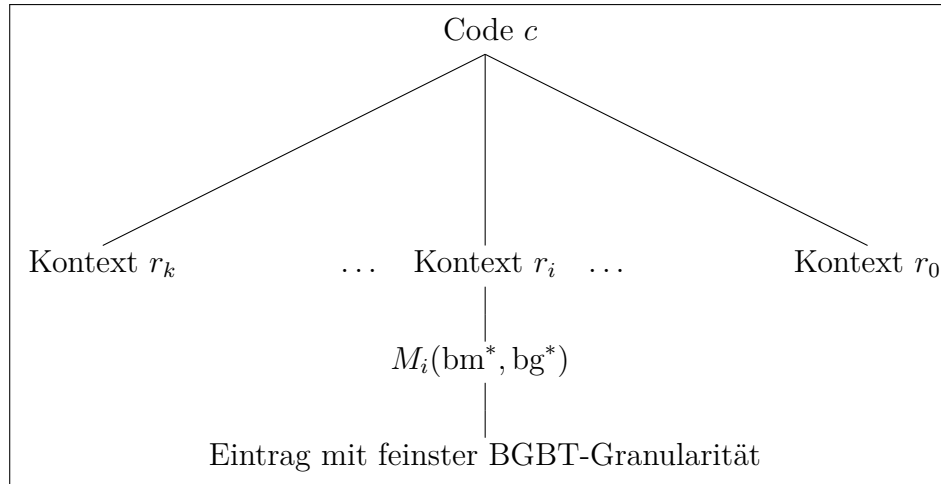 Code c
Kontext r_k … Kontext r_i … Kontext r_0
M_i(bm*, bg*)
Eintrag mit feinster BGBT-Granularität